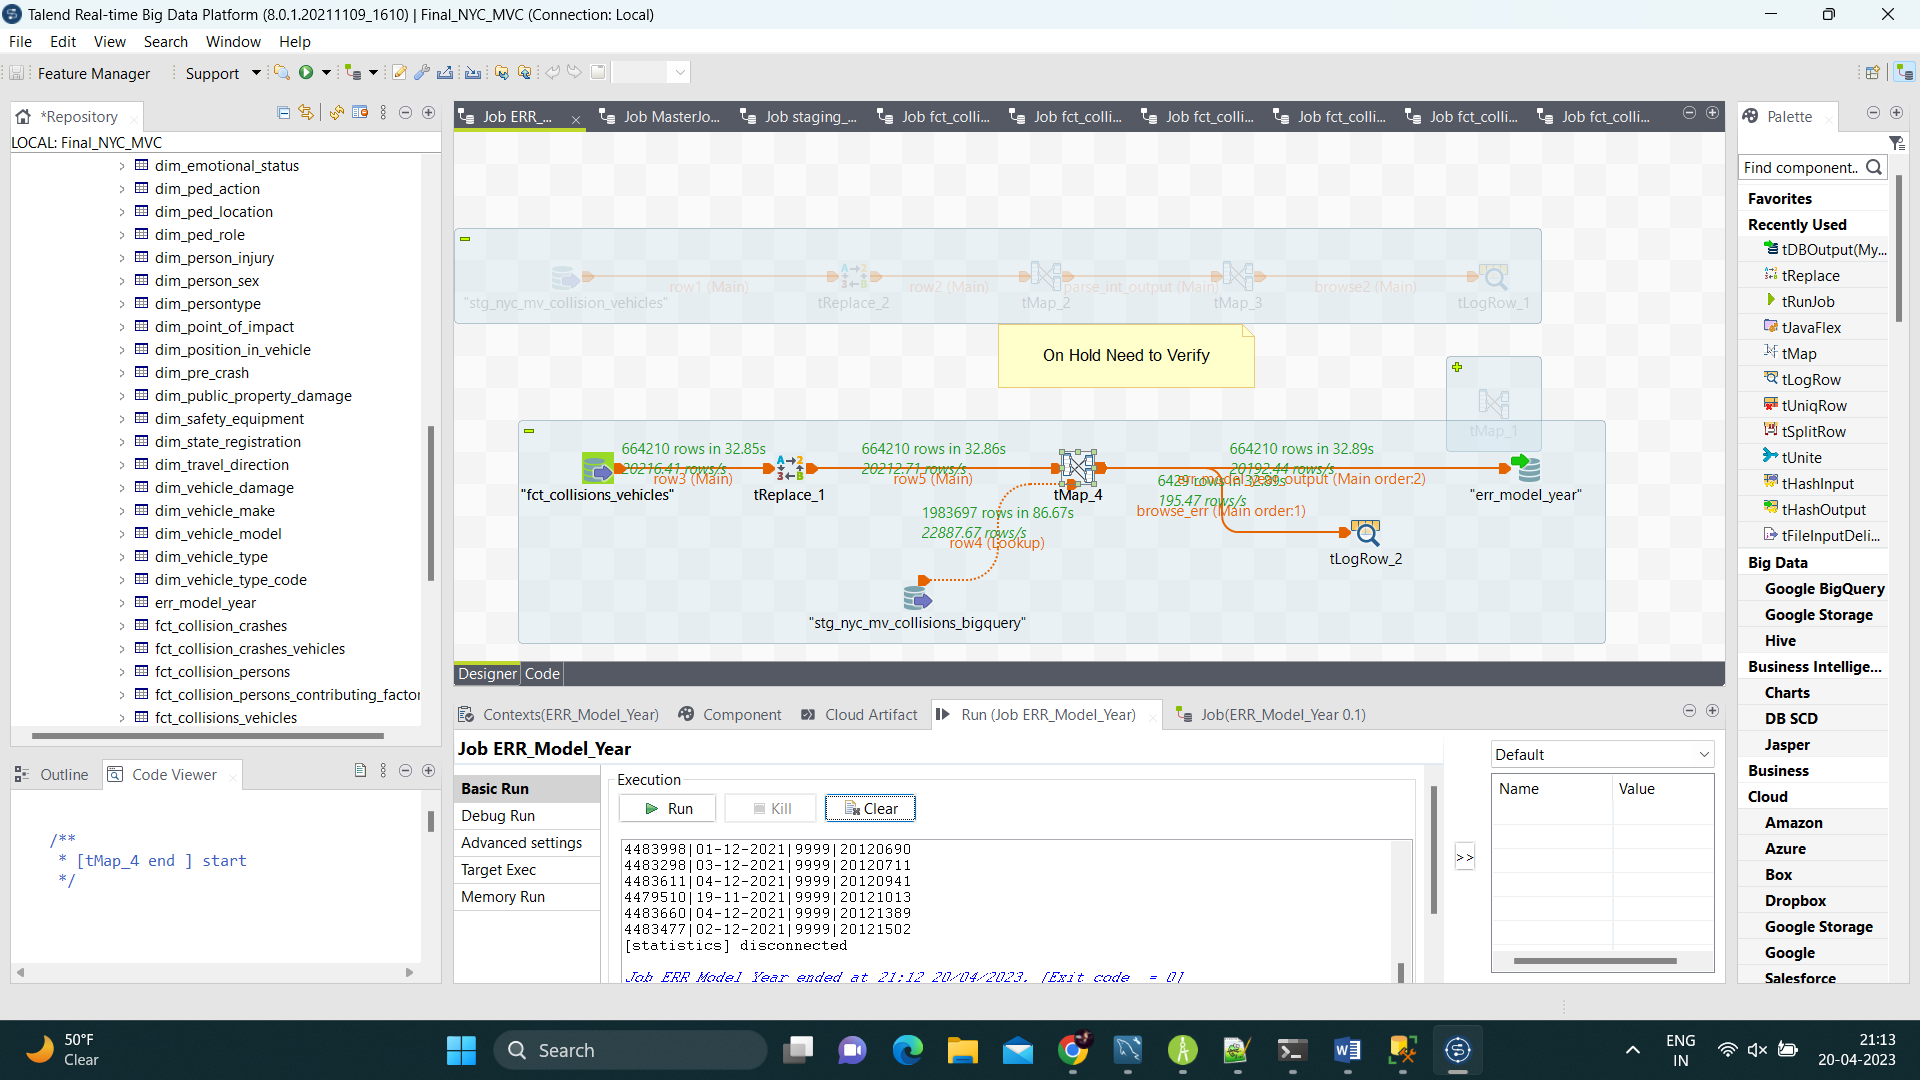 Talend Real-time Big Data Platform (8.0.1.20211109_1610) | Final_NYC_MVC (Connection: Local)
File Edit View Search Window Help
Feature Manager Support
*Repository
LOCAL: Final_NYC_MVC
dim_emotional_status
dim_ped_action
dim_ped_location
dim_ped_role
dim_person_injury
dim_person_sex
dim_persontype
dim_point_of_impact
dim_position_in_vehicle
dim_pre_crash
dim_public_property_damage
dim_safety_equipment
dim_state_registration
dim_travel_direction
dim_vehicle_damage
dim_vehicle_make
dim_vehicle_model
dim_vehicle_type
dim_vehicle_type_code
err_model_year
fct_collision_crashes
fct_collision_crashes_vehicles
fct_collision_persons
fct_collision_persons_contributing_factor
fct_collisions_vehicles
Outline Code Viewer
/**
* [tMap_4 end ] start
*/
Job ERR_... Job MasterJo... Job staging_... Job fct_colli... Job fct_colli... Job fct_colli... Job fct_colli... Job fct_colli... Job fct_colli...
row1 (Main) row2 (Main) parse_int_output (Main) browse2 (Main)
"stg_nyc_mv_collision_vehicles" tReplace_2 tMap_2 tMap_3 tLogRow_1
On Hold Need to Verify
tMap_1
664210 rows in 32.85s 664210 rows in 32.86s 664210 rows in 32.89s
20216.41 rows/s 20212.71 rows/s 20192.44 rows/s
row3 (Main) row5 (Main) 6429 rows in 32.89s output (Main order:2)
"fct_collisions_vehicles" tReplace_1 tMap_4 195.47 rows/s "err_model_year"
1983697 rows in 86.67s browse_err (Main order:1)
22887.67 rows/s
row4 (Lookup)
tLogRow_2
"stg_nyc_mv_collisions_bigquery"
Designer Code
Contexts(ERR_Model_Year) Component Cloud Artifact Run (Job ERR_Model_Year) Job(ERR_Model_Year 0.1)
Job ERR_Model_Year
Basic Run
Debug Run
Advanced settings
Target Exec
Memory Run
Execution
Run Kill Clear
4483998|01-12-2021|9999|20120690
4483298|03-12-2021|9999|20120711
4483611|04-12-2021|9999|20120941
4479510|19-11-2021|9999|20121013
4483660|04-12-2021|9999|20121389
4483477|02-12-2021|9999|20121502
[statistics] disconnected
Job ERR_Model_Year ended at 21:12 20/04/2023. [Exit code = 0]
>>
Default
Name Value
Palette
Find component...
Favorites
Recently Used
tDBOutput(My...
tReplace
tRunJob
tJavaFlex
tMap
tLogRow
tUniqRow
tSplitRow
tUnite
tHashInput
tHashOutput
tFileInputDeli...
Big Data
Google BigQuery
Google Storage
Hive
Business Intellige...
Charts
DB SCD
Jasper
Business
Cloud
Amazon
Azure
Box
Dropbox
Google Storage
Google
Salesforce
50°F
Clear
Search
ENG
IN
21:13
20-04-2023